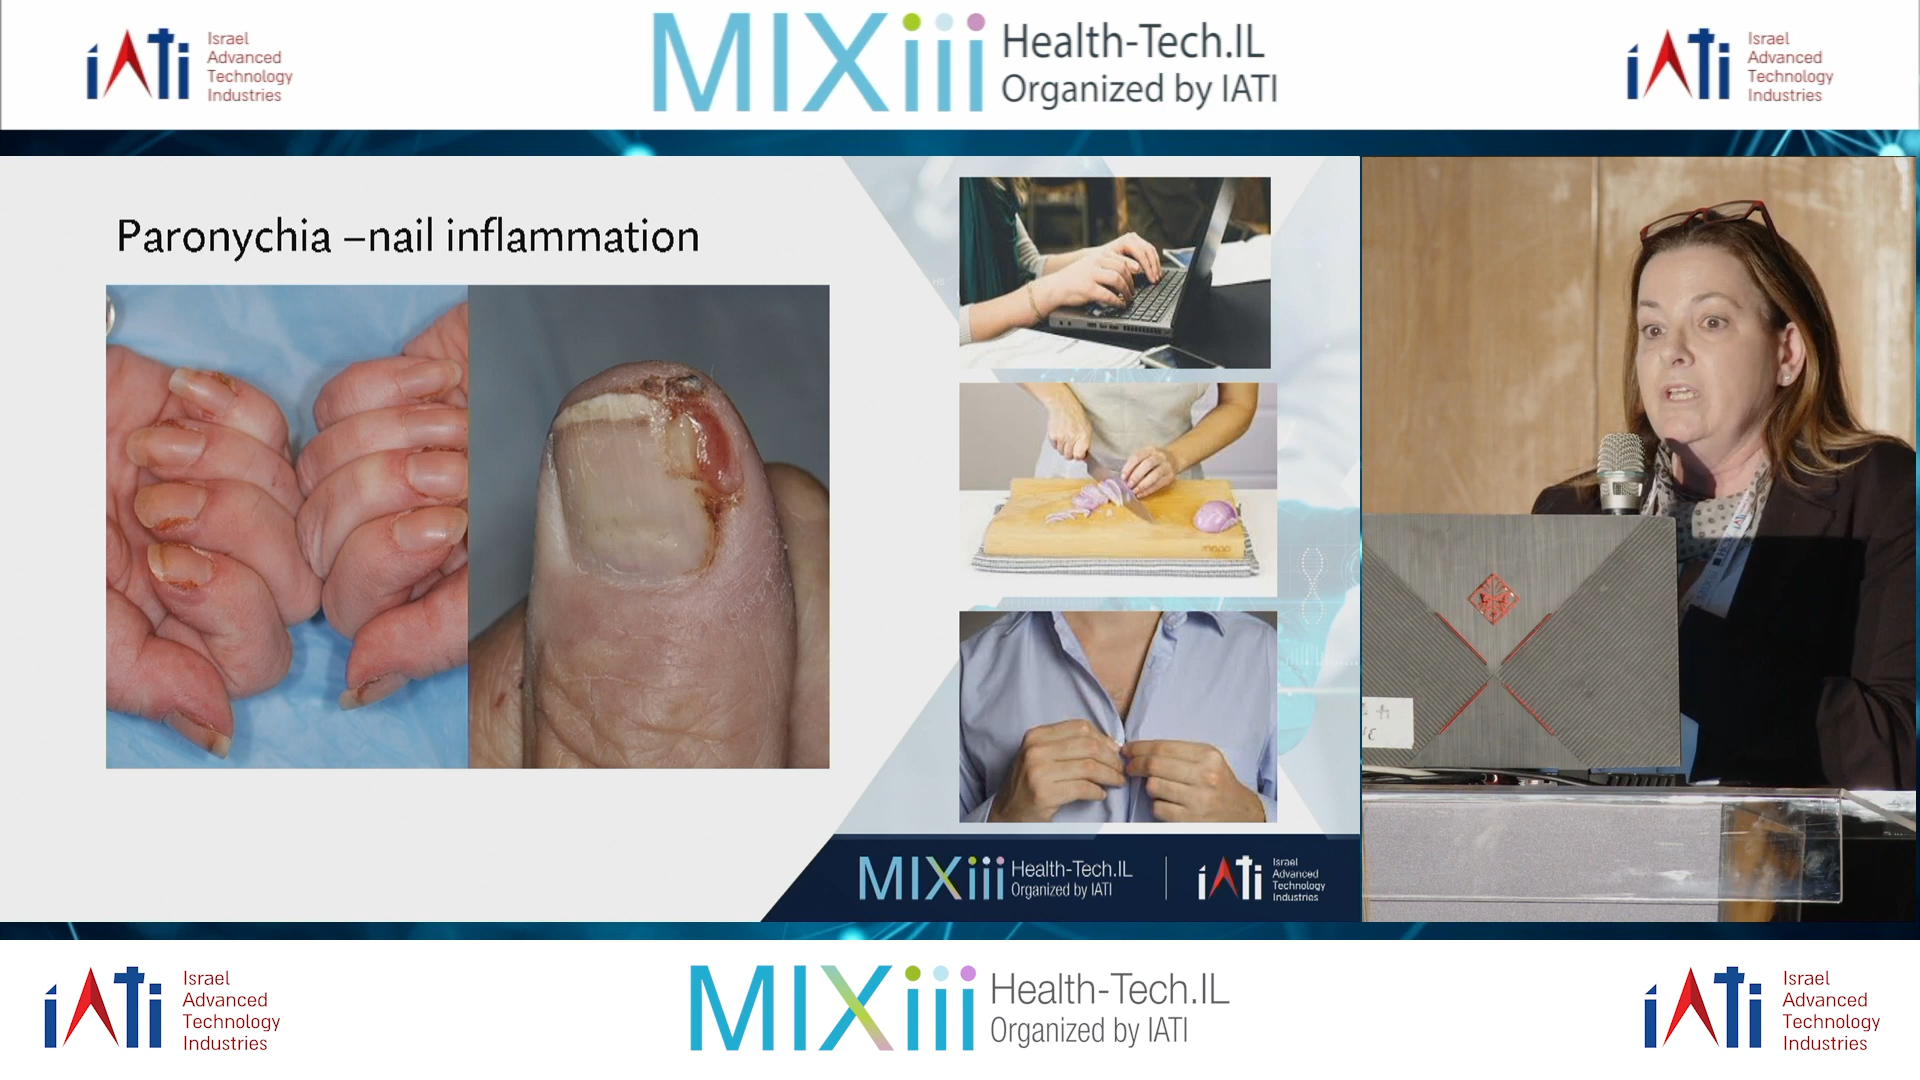 Israel
Advanced
Technology
Industries
iATi
MIXiii
Health-Tech.IL
Organized by IATI
iATi
Israel
Advanced
Technology
Industries
Paronychia –nail inflammation
MIXiii
Health-Tech.IL
Organized by IATI
iATi
Israel
Advanced
Technology
Industries
iATi
Israel
Advanced
Technology
Industries
MIXiii
Health-Tech.IL
Organized by IATI
iATi
Israel
Advanced
Technology
Industries